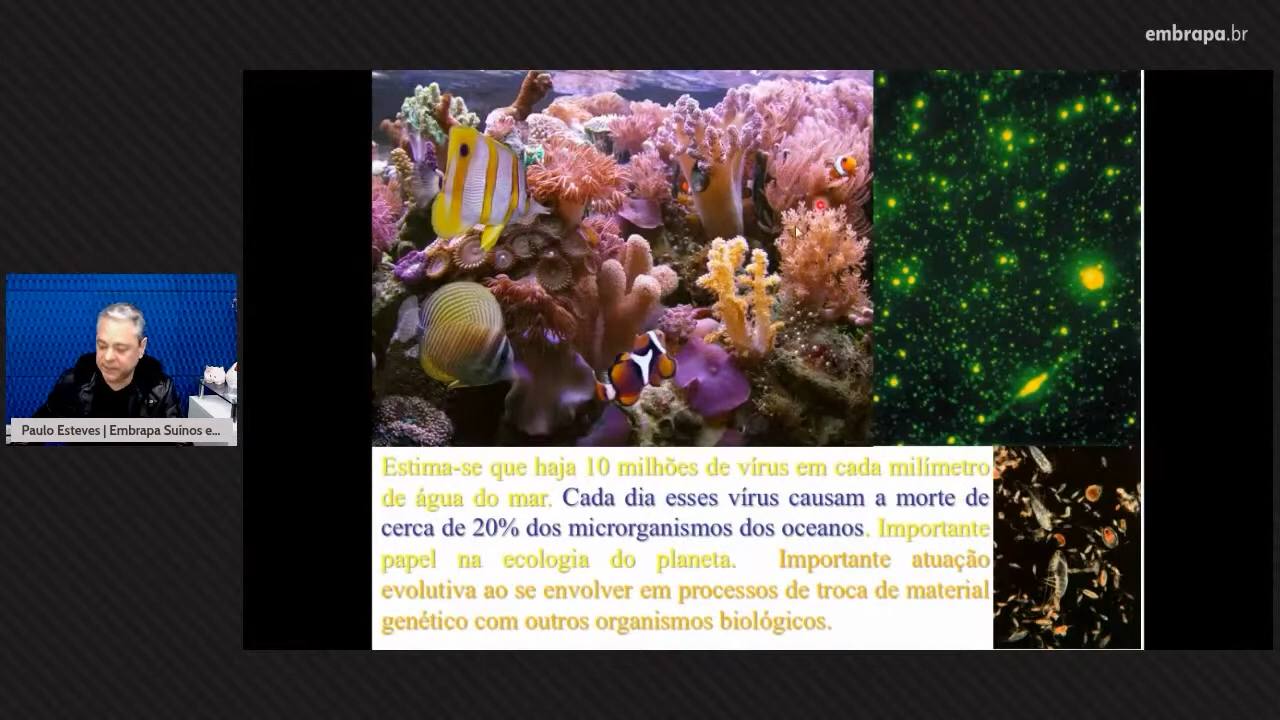 embrapa.br
Estima-se que haja 10 milhões de vírus em cada milímetro
de água do mar. Cada dia esses vírus causam a morte de
cerca de 20% dos microrganismos dos oceanos. Importante
papel na ecologia do planeta. Importante atuação
evolutiva ao se envolver em processos de troca de material
genético com outros organismos biológicos.
Paulo Esteves | Embrapa Suínos e...